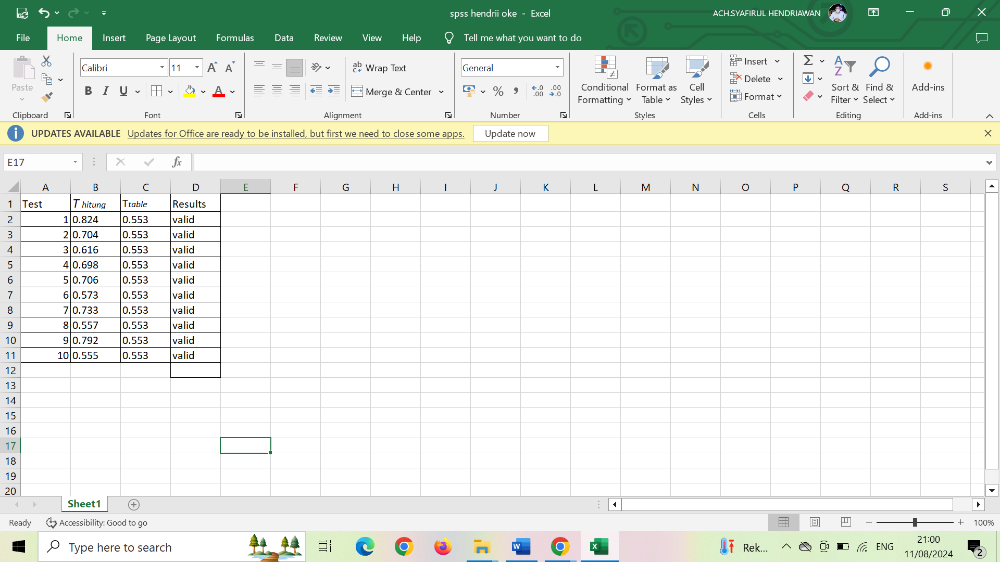 spss hendrii oke - Excel
ACH.SYAFIRUL HENDRIAWAN
File Home Insert Page Layout Formulas Data Review View Help Tell me what you want to do
Paste
Clipboard
Calibri 11
B I U A
Font
ab Wrap Text
Merge & Center
Alignment
General
%
Number
Conditional Formatting
Format as Table
Cell Styles
Styles
Insert
Delete
Format
Cells
Sort & Filter
Find & Select
Editing
Add-ins
Add-ins
UPDATES AVAILABLE Updates for Office are ready to be installed, but first we need to close some apps. Update now
E17 fx
A B C D E F G H I J K L M N O P Q R S
1 Test T hitung Ttable Results
2 1 0.824 0.553 valid
3 2 0.704 0.553 valid
4 3 0.616 0.553 valid
5 4 0.698 0.553 valid
6 5 0.706 0.553 valid
7 6 0.573 0.553 valid
8 7 0.733 0.553 valid
9 8 0.557 0.553 valid
10 9 0.792 0.553 valid
11 10 0.555 0.553 valid
12
13
14
15
16
17
18
19
20
Sheet1
Ready Accessibility: Good to go 100%
Type here to search
Rek...
ENG
21:00
11/08/2024
2